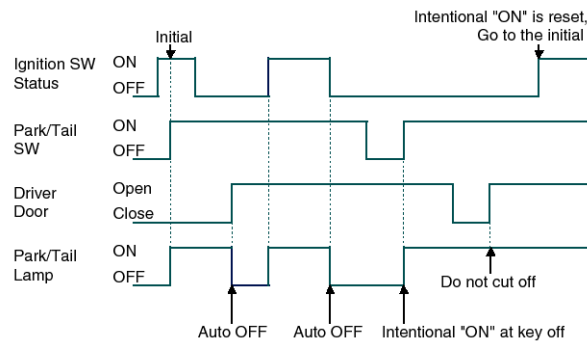 Intentional "ON" is reset,
Go to the initial
Initial
Ignition SW
Status
ON
OFF
Park/Tail
SW
ON
OFF
Driver
Door
Open
Close
Park/Tail
Lamp
ON
OFF
Do not cut off
Auto OFF
Auto OFF
Intentional "ON" at key off